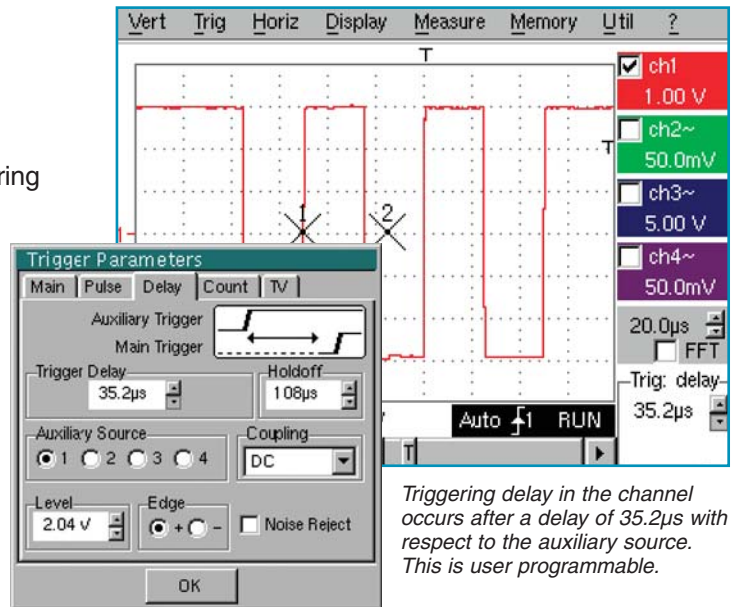 Vert Trig Horiz Display Measure Memory Util ?
T
ch1
1.00 V
ch2~
50.0mV
ch3~
5.00 V
ch4~
50.0mV
T
1 2
1
20.0µs
FFT
Trig: delay
35.2µs
Auto 1 RUN
T
ring
Trigger Parameters
Main Pulse Delay Count TV
Auxiliary Trigger
Main Trigger
Trigger Delay
35.2µs
Holdoff
108µs
Auxiliary Source
1 2 3 4
Coupling
DC
Level
2.04 V
Edge
+ -
Noise Reject
OK
Triggering delay in the channel
occurs after a delay of 35.2µs with
respect to the auxiliary source.
This is user programmable.